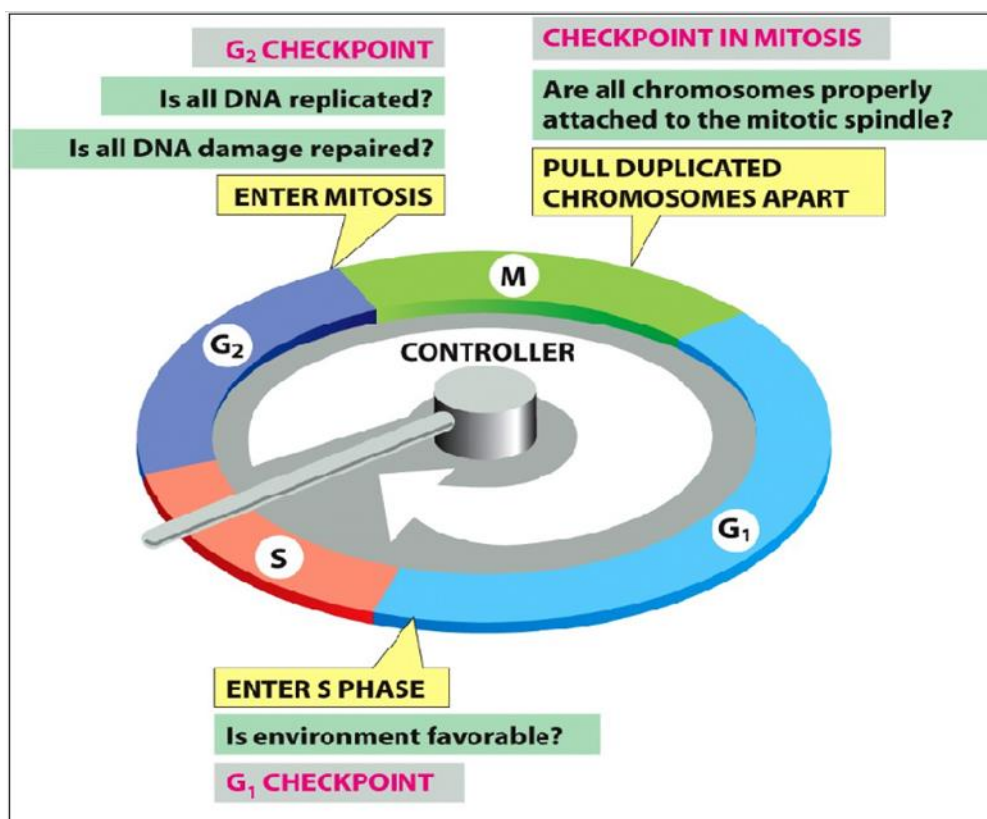 G₂ CHECKPOINT
Is all DNA replicated?
Is all DNA damage repaired?
ENTER MITOSIS
CHECKPOINT IN MITOSIS
Are all chromosomes properly
attached to the mitotic spindle?
PULL DUPLICATED
CHROMOSOMES APART
M
G₂
CONTROLLER
G₁
S
ENTER S PHASE
Is environment favorable?
G₁ CHECKPOINT